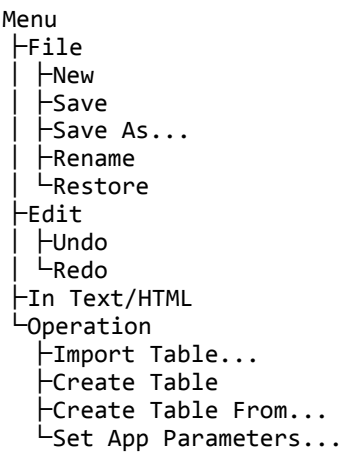 Menu
├File
│ ├New
│ ├Save
│ ├Save As...
│ ├Rename
│ └Restore
├Edit
│ ├Undo
│ └Redo
├In Text/HTML
└Operation
  ├Import Table...
  ├Create Table
  ├Create Table From...
  └Set App Parameters...